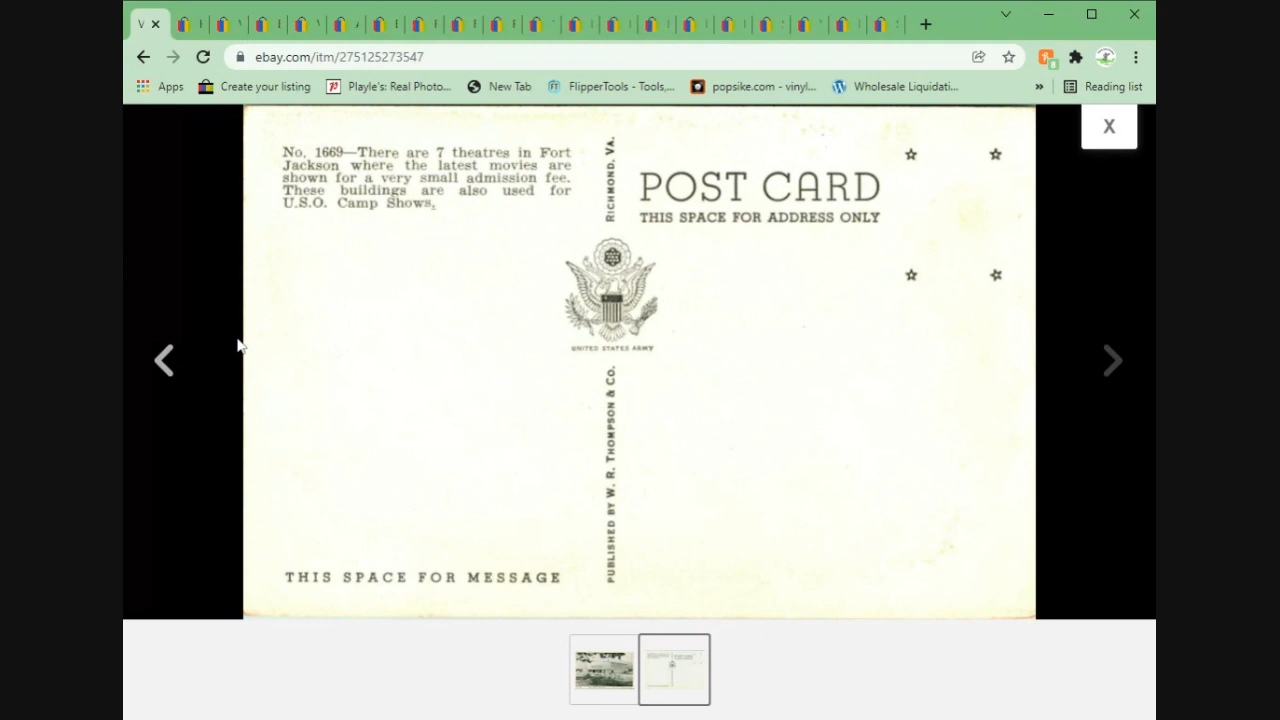 V
ebay.com/itm/275125273547
8
Apps
Create your listing
Playle's: Real Photo...
New Tab
FlipperTools - Tools,...
popsike.com - vinyl...
Wholesale Liquidati...
»
Reading list
X
No. 1669—There are 7 theatres in Fort
Jackson where the latest movies are
shown for a very small admission fee.
These buildings are also used for
U.S.O. Camp Shows.
RICHMOND, VA.
POST CARD
THIS SPACE FOR ADDRESS ONLY
UNITED STATES ARMY
PUBLISHED BY W. R. THOMPSON & CO.
THIS SPACE FOR MESSAGE